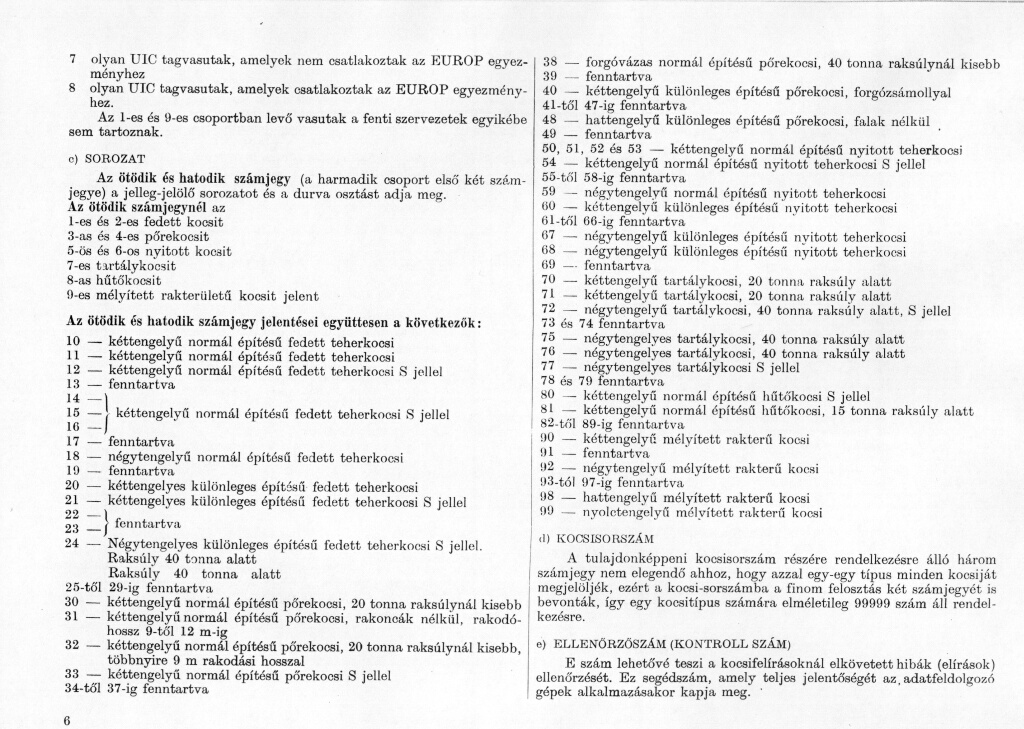 7 olyan UIC tagvasutak, amelyek nem csatlakoztak az EUROP egyez-
ményhez
8 olyan UIC tagvasutak, amelyek csatlakoztak az EUROP egyezmény-
hez.
Az 1-es és 9-es csoportban levő vasutak a fenti szervezetek egyikébe
sem tartoznak.
c) SOROZAT
Az ötödik és hatodik számjegy (a harmadik csoport első két szám-
jegye) a jelleg-jelölő sorozatot és a durva osztást adja meg.
Az ötödik számjegynél az
1-es és 2-es fedett kocsit
3-as és 4-es pőrekocsit
5-ös és 6-os nyitott kocsit
7-es tartálykocsit
8-as hűtőkocsit
9-es mélyített rakterületű kocsit jelent
Az ötödik és hatodik számjegy jelentései együttesen a következők:
10 — kéttengelyű normál építésű fedett teherkocsi
11 — kéttengelyű normál építésű fedett teherkocsi
12 — kéttengelyű normál építésű fedett teherkocsi S jellel
13 — fenntartva
14 —
15 — kéttengelyű normál építésű fedett teherkocsi S jellel
16 —
17 — fenntartva
18 — négytengelyű normál építésű fedett teherkocsi
19 — fenntartva
20 — kéttengelyes különleges építésű fedett teherkocsi
21 — kéttengelyes különleges építésű fedett teherkocsi S jellel
22 —
23 — fenntartva
24 — Négytengelyes különleges építésű fedett teherkocsi S jellel.
Raksúly 40 tonna alatt
Raksúly 40 tonna alatt
25-től 29-ig fenntartva
30 — kéttengelyű normál építésű pőrekocsi, 20 tonna raksúlynál kisebb
31 — kéttengelyű normál építésű pőrekocsi, rakoncák nélkül, rakodó-
hossz 9-től 12 m-ig
32 — kéttengelyű normál építésű pőrekocsi, 20 tonna raksúlynál kisebb,
többnyire 9 m rakodási hosszal
33 — kéttengelyű normál építésű pőrekocsi S jellel
34-től 37-ig fenntartva
6
38 — forgóvázas normál építésű pőrekocsi, 40 tonna raksúlynál kisebb
39 — fenntartva
40 — kéttengelyű különleges építésű pőrekocsi, forgózsámollyal
41-től 47-ig fenntartva
48 — hattengelyű különleges építésű pőrekocsi, falak nélkül
49 — fenntartva
50, 51, 52 és 53 — kéttengelyű normál építésű nyitott teherkocsi
54 — kéttengelyű normál építésű nyitott teherkocsi S jellel
55-től 58-ig fenntartva
59 — négytengelyű normál építésű nyitott teherkocsi
60 — kéttengelyű különleges építésű nyitott teherkocsi
61-től 66-ig fenntartva
67 — négytengelyű különleges építésű nyitott teherkocsi
68 — négytengelyű különleges építésű nyitott teherkocsi
69 — fenntartva
70 — kéttengelyű tartálykocsi, 20 tonna raksúly alatt
71 — kéttengelyű tartálykocsi, 20 tonna raksúly alatt
72 — négytengelyű tartálykocsi, 40 tonna raksúly alatt, S jellel
73 és 74 fenntartva
75 — négytengelyes tartálykocsi, 40 tonna raksúly alatt
76 — négytengelyes tartálykocsi, 40 tonna raksúly alatt
77 — négytengelyes tartálykocsi S jellel
78 és 79 fenntartva
80 — kéttengelyű normál építésű hűtőkocsi S jellel
81 — kéttengelyű normál építésű hűtőkocsi, 15 tonna raksúly alatt
82-től 89-ig fenntartva
90 — kéttengelyű mélyített rakterű kocsi
91 — fenntartva
92 — négytengelyű mélyített rakterű kocsi
93-tól 97-ig fenntartva
98 — hattengelyű mélyített rakterű kocsi
99 — nyolctengelyű mélyített rakterű kocsi
d) KOCSISORSZÁM
A tulajdonképpeni kocsisorszám részére rendelkezésre álló három
számjegy nem elegendő ahhoz, hogy azzal egy-egy típus minden kocsiját
megjelöljék, ezért a kocsi-sorszámba a finom felosztás két számjegyét is
bevonták, így egy kocsitípus számára elméletileg 99999 szám áll rendel-
kezésre.
e) ELLENŐRZŐSZÁM (KONTROLL SZÁM)
E szám lehetővé teszi a kocsifelírásoknál elkövetett hibák (elírások)
ellenőrzését. Ez segédszám, amely teljes jelentőségét az adatfeldolgozó
gépek alkalmazásakor kapja meg.